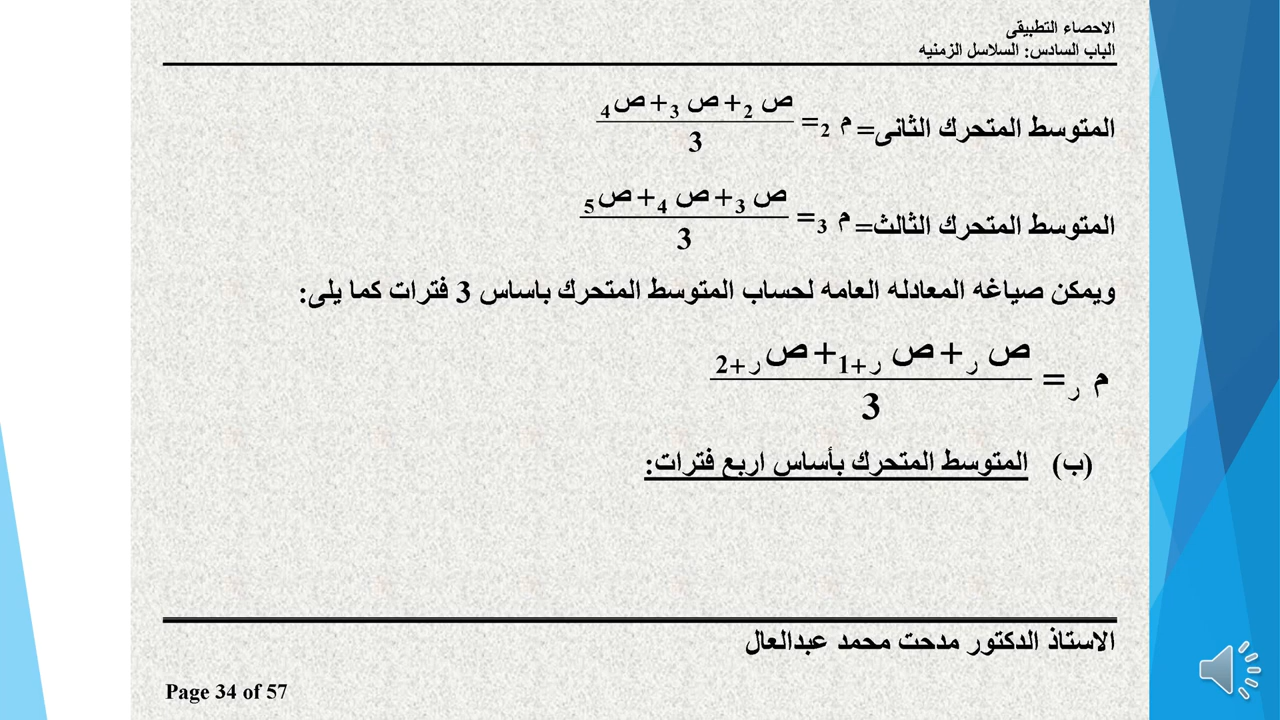 الاحصاء التطبيقى
الباب السادس: السلاسل الزمنيه
المتوسط المتحرك الثانى= م 2= ص 2+ ص 3+ ص4
3
المتوسط المتحرك الثالث= م 3= ص 3+ ص 4+ ص5
3
ويمكن صياغه المعادله العامه لحساب المتوسط المتحرك باساس 3 فترات كما يلى:
م ر= ص ر+ ص ر+1+ ص ر+2
3
(ب) المتوسط المتحرك بأساس اربع فترات:
الاستاذ الدكتور مدحت محمد عبدالعال
Page 34 of 57